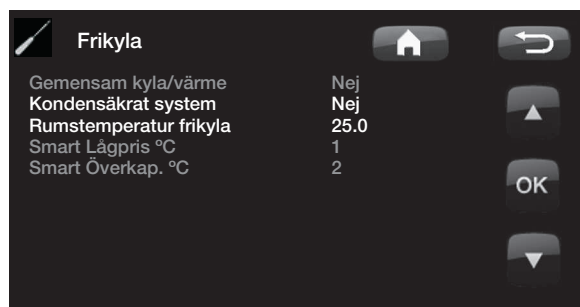 Frikyla
Gemensam kyla/värme Nej
Kondensäkrat system Nej
Rumstemperatur frikyla 25.0
Smart Lågpris ºC 1
Smart Överkap. ºC 2
OK